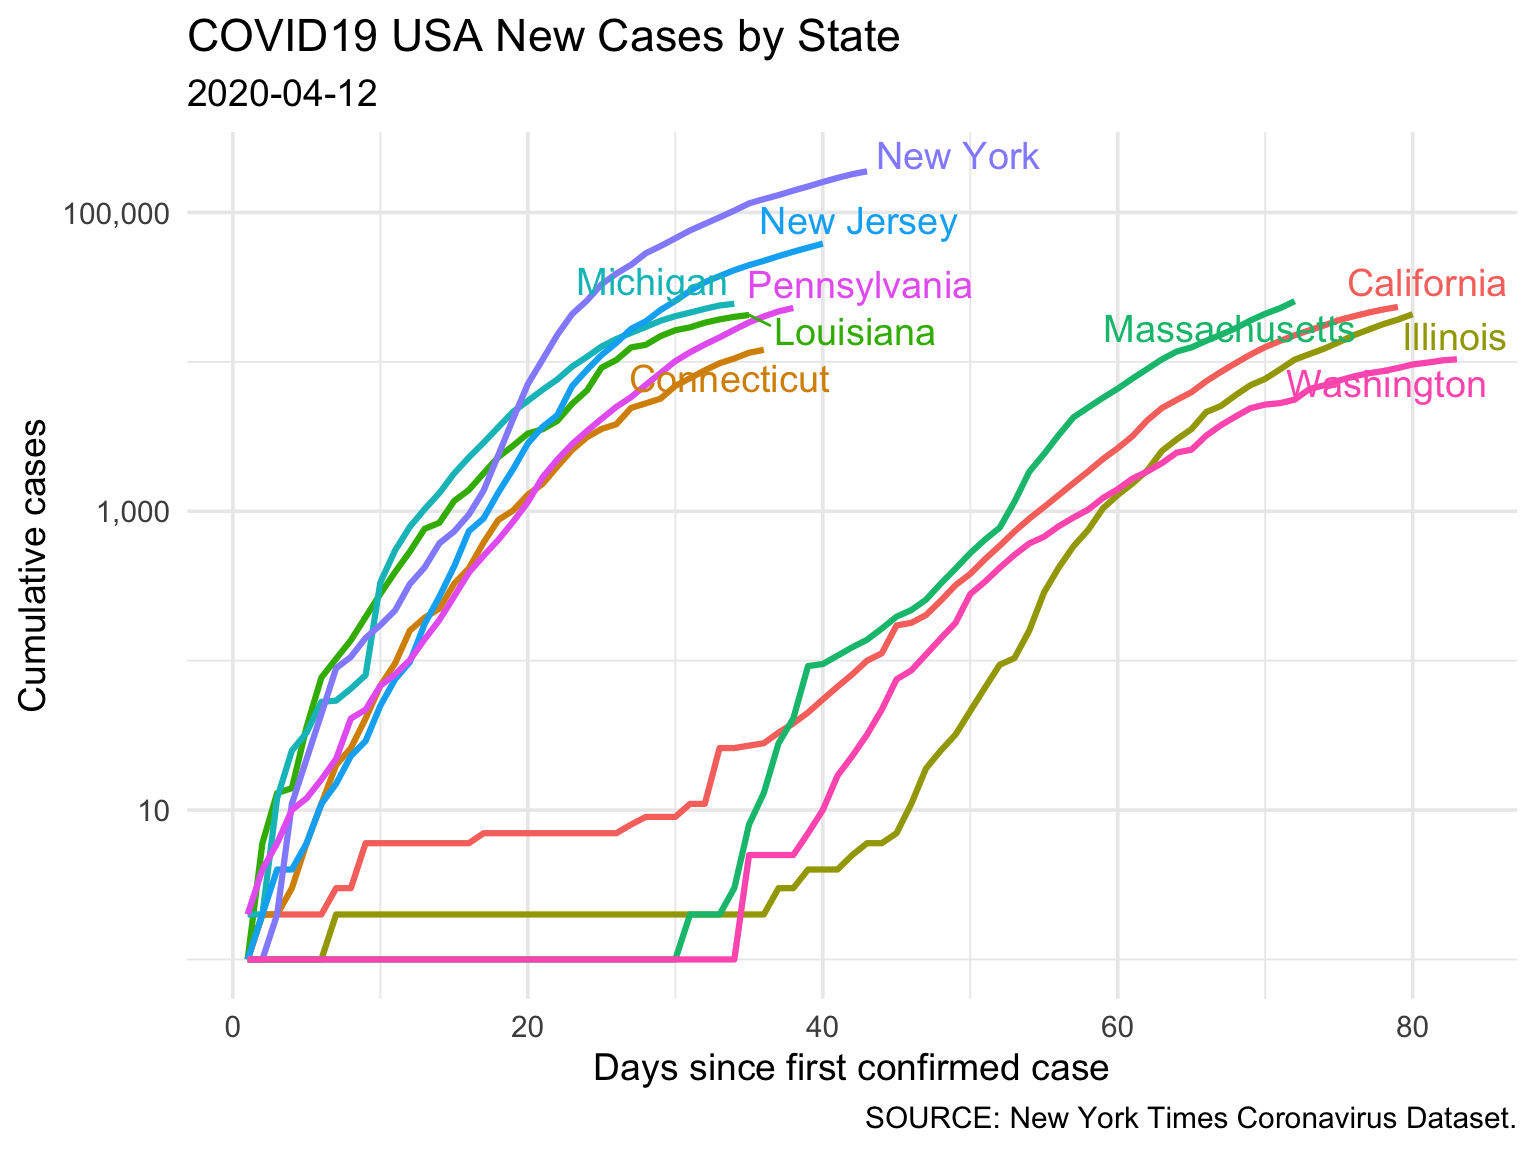 COVID19 USA New Cases by State
2020-04-12
New York
New Jersey
Michigan
Pennsylvania
California
Louisiana
Massachusetts
Illinois
Connecticut
Washington
100,000
1,000
10
Cumulative cases
0 20 40 60 80
Days since first confirmed case
SOURCE: New York Times Coronavirus Dataset.